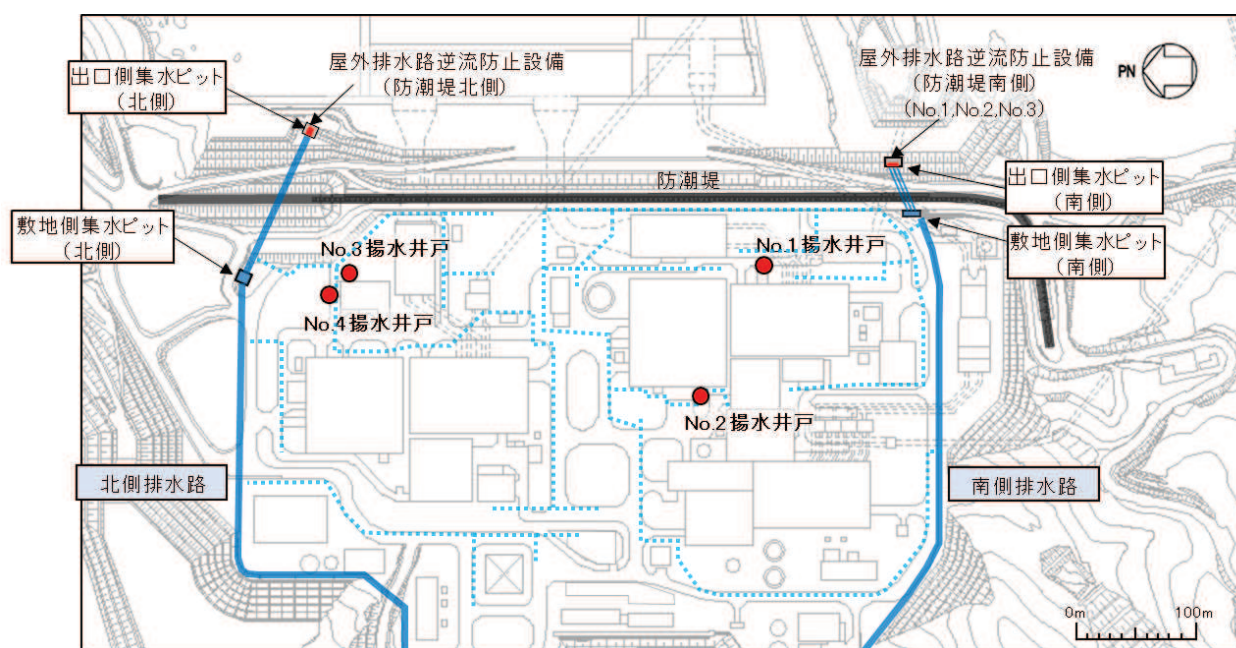 屋外排水路逆流防止設備
(防潮堤北側)
出口側集水ピット
(北側)
屋外排水路逆流防止設備
(防潮堤南側)
(No.1,No.2,No.3)
PN
出口側集水ピット
(南側)
防潮堤
敷地側集水ピット
(北側)
敷地側集水ピット
(南側)
No.3揚水井戸
No.1揚水井戸
No.4揚水井戸
No.2揚水井戸
北側排水路
南側排水路
0m
100m